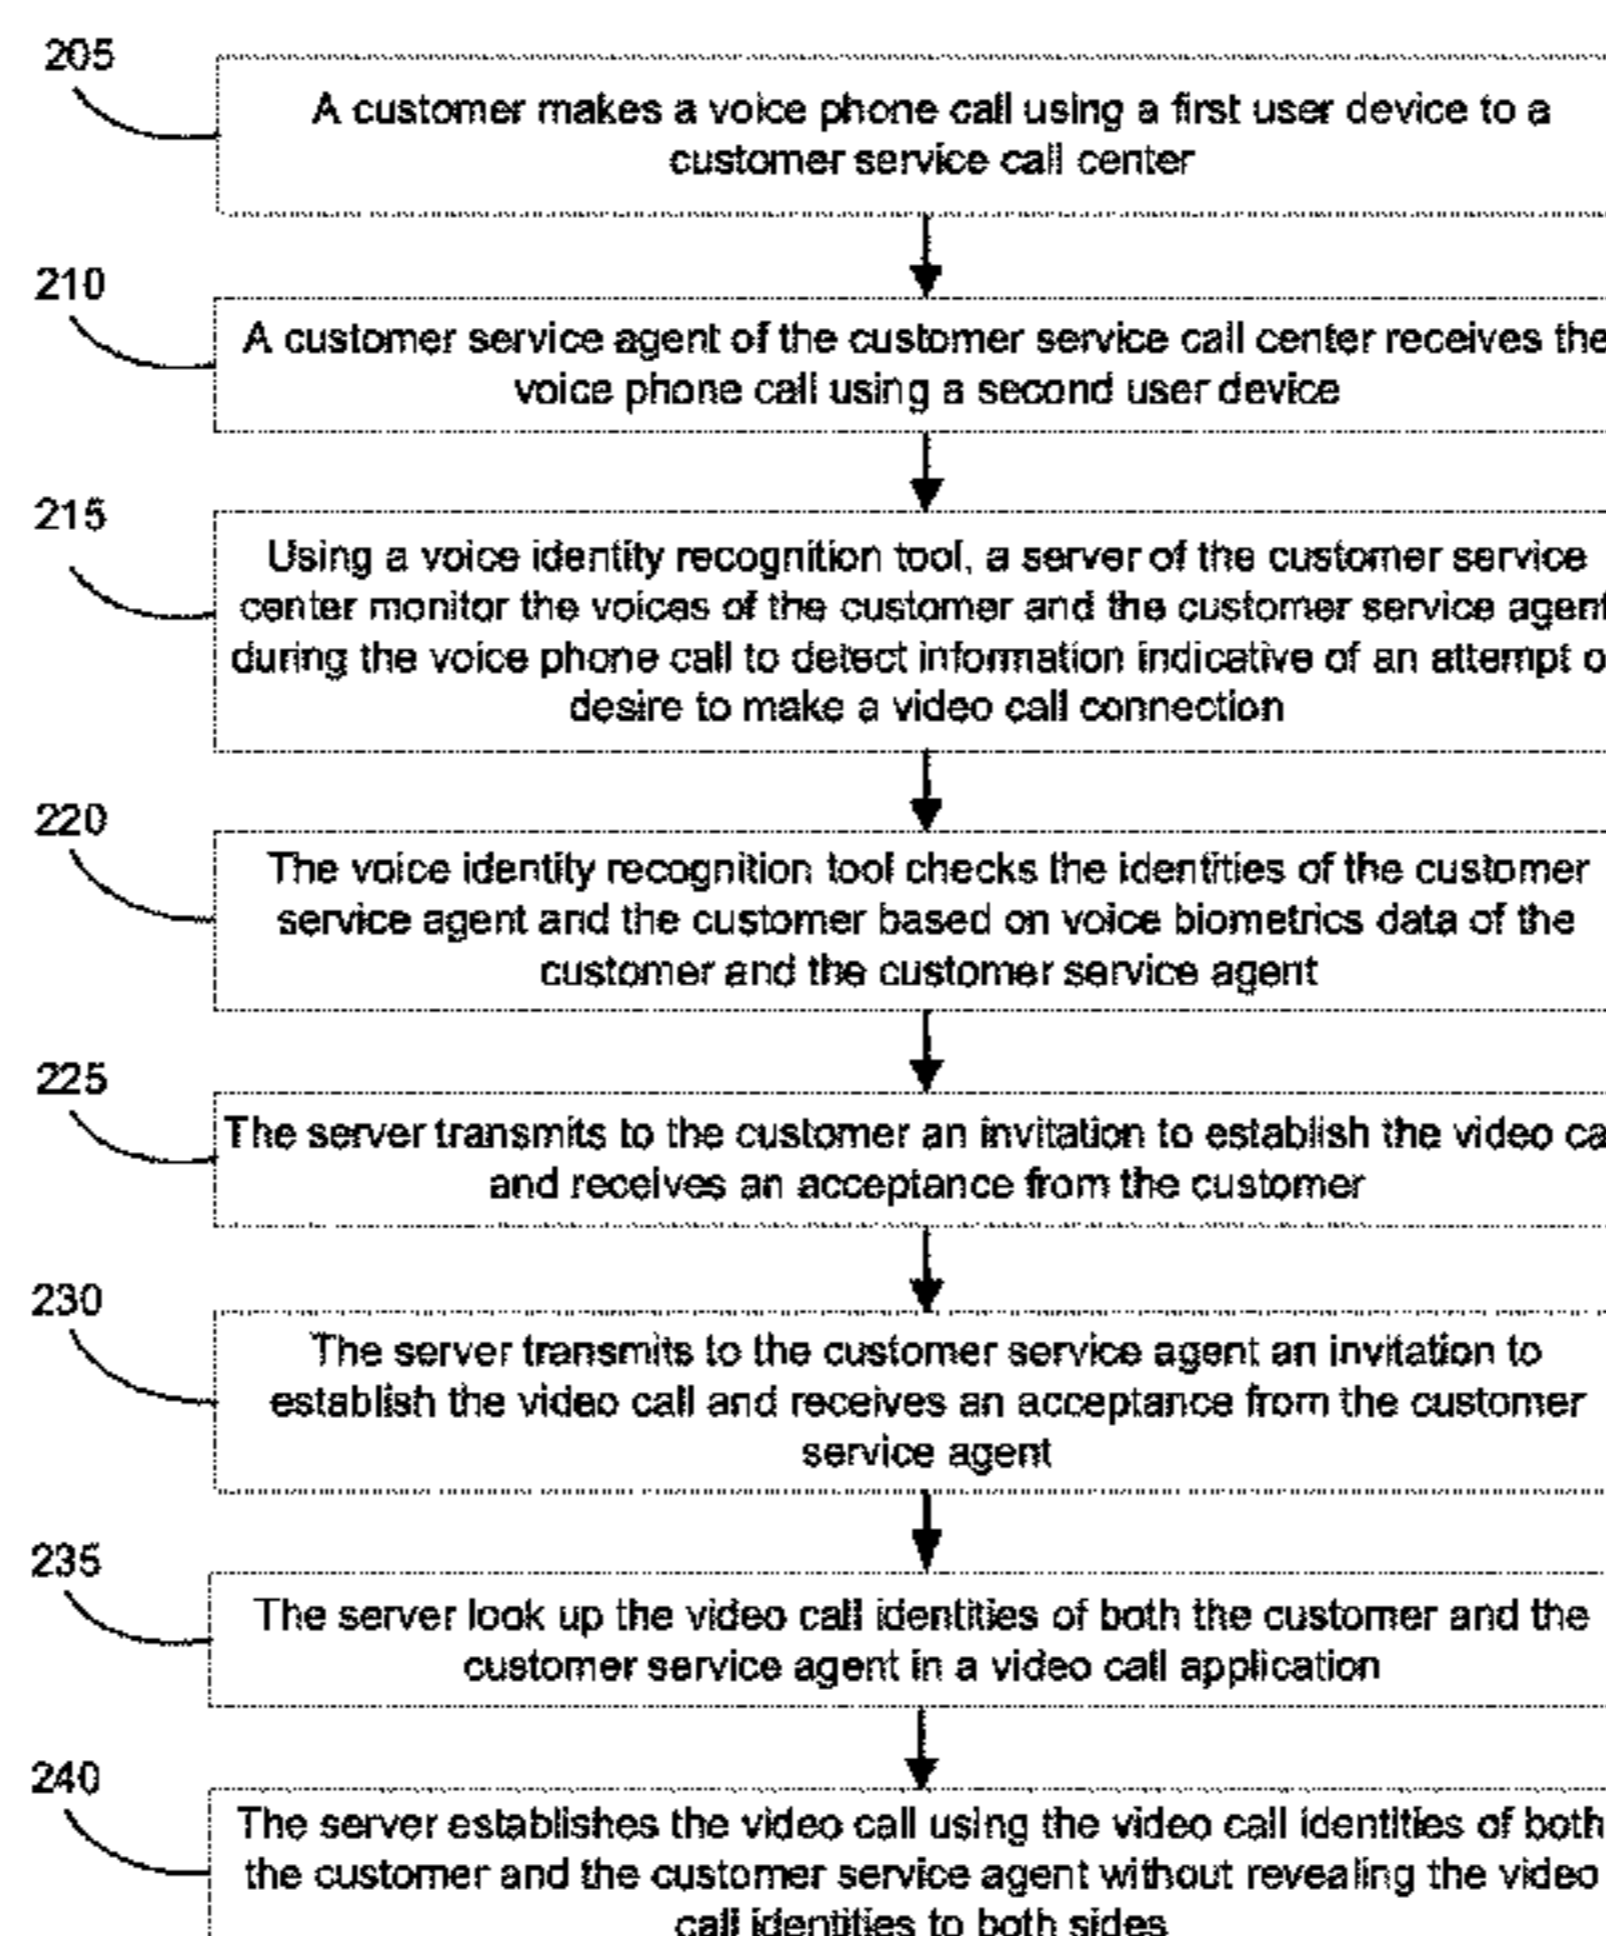 205
A customer makes a voice phone call using a first user device to a
customer service call center
210
A customer service agent of the customer service call center receives the
voice phone call using a second user device
215
Using a voice identity recognition tool, a server of the customer service
center monitor the voices of the customer and the customer service agent
during the voice phone call to detect information indicative of an attempt o
desire to make a video call connection
220
The voice identity recognition tool checks the identities of the customer
service agent and the customer based on voice biometrics data of the
customer and the customer service agent
225
The server transmits to the customer an invitation to establish the video ca
and receives an acceptance from the customer
230
The server transmits to the customer service agent an invitation to
establish the video call and receives an acceptance from the customer
service agent
235
The server look up the video call identities of both the customer and the
customer service agent in a video call application
240
The server establishes the video call using the video call identities of both
the customer and the customer service agent without revealing the video
call identities to both sides